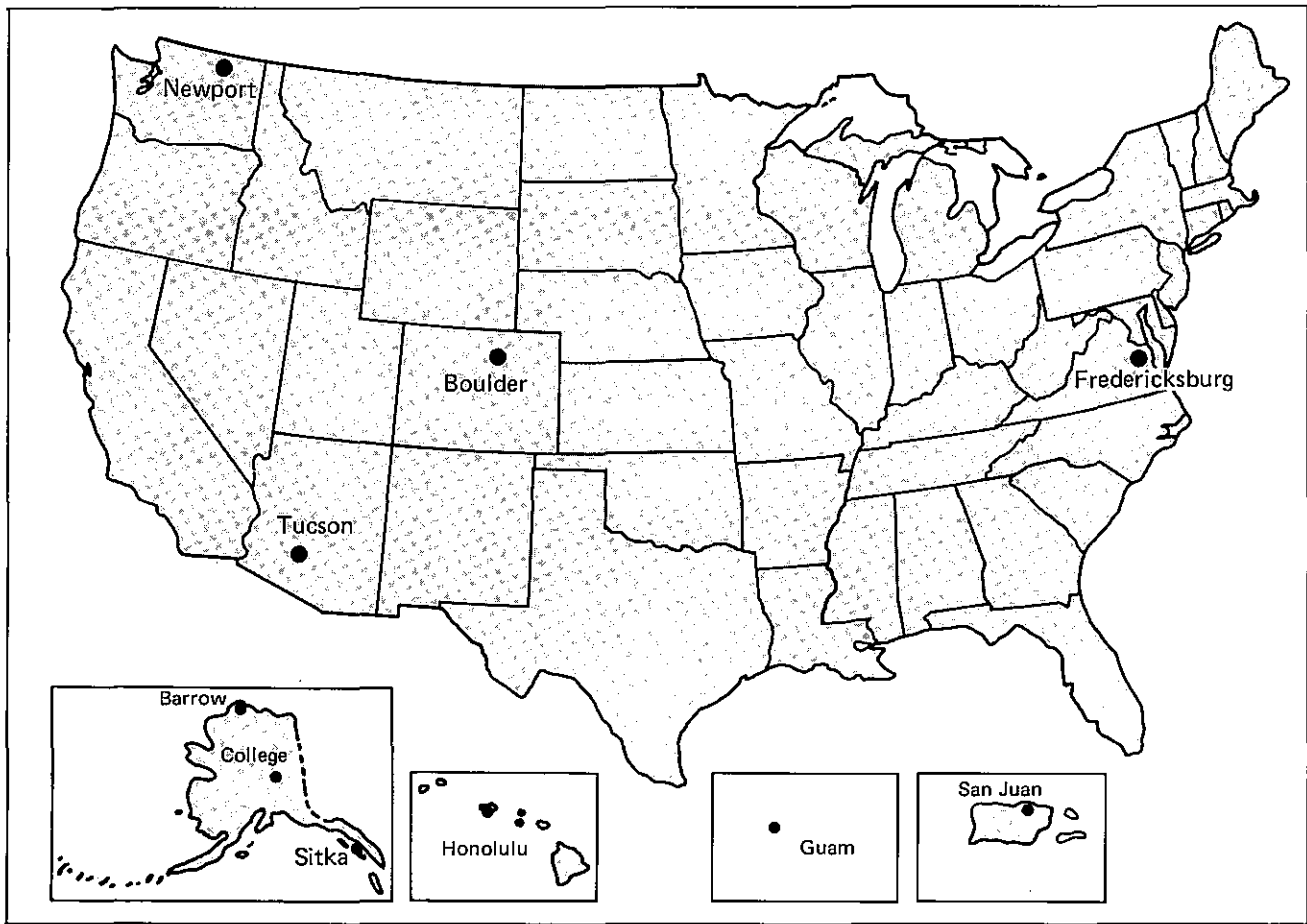 Newport
Boulder
Fredericksburg
Tucson
Barrow
College
Sitka
Honolulu
Guam
San Juan